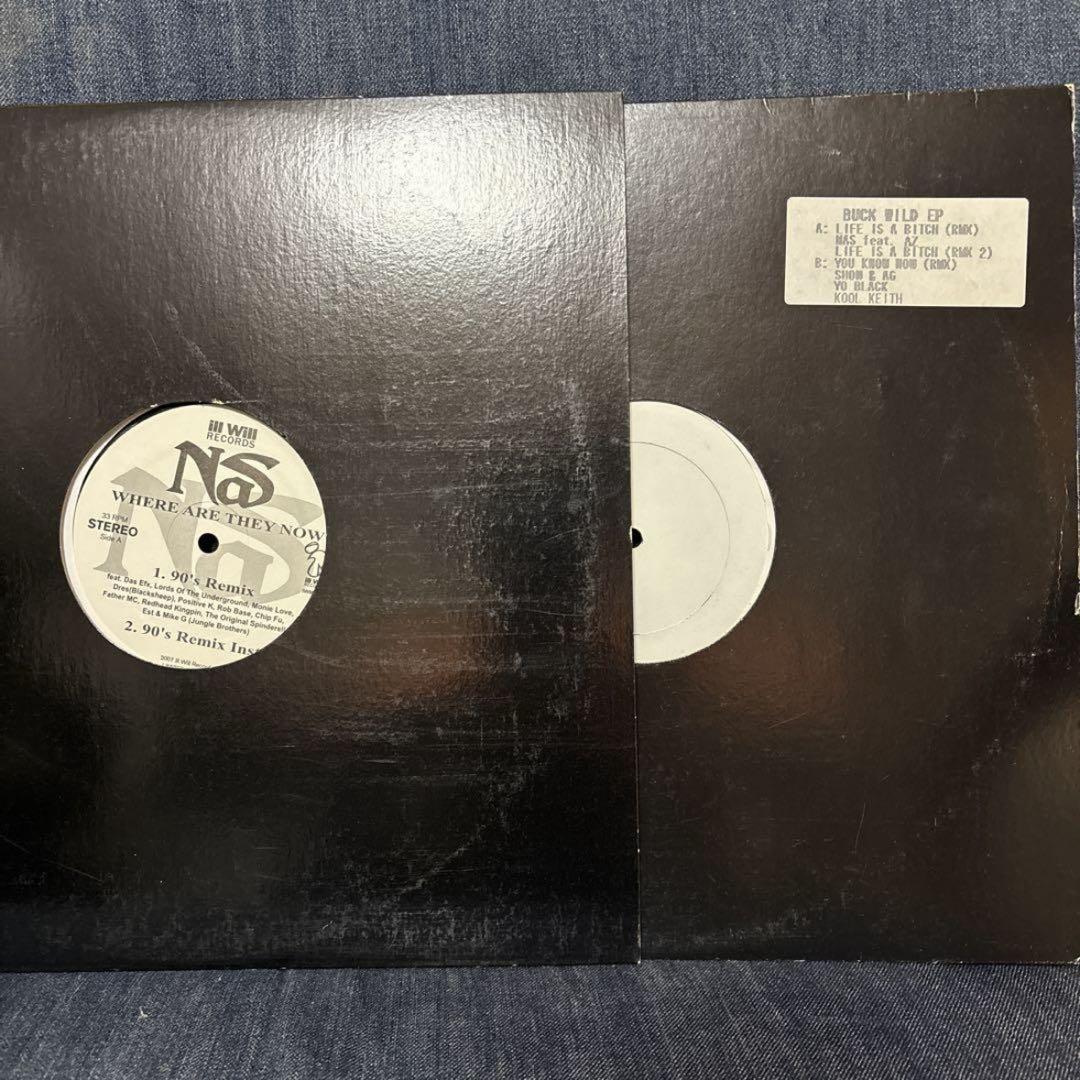 ill Will
RECORDS
NaS
WHERE ARE THEY NOW
33 RPM
STEREO
Side A
1. 90's Remix
feat. Das Efx, Lords Of The Underground, Monie Love,
Dres(Blacksheep), Positive K, Rob Base, Chip Fu,
Father MC, Redhead Kingpin, The Original
Est & Mike G (Jungle Brothers)
2. 90's Remix
2007 Ill Will
BUCK WILD EP
A: LIFE IS A BITCH (RMX)
NAS feat. AZ
LIFE IS A BITCH (RMX 2)
B: YOU KNOW NOW (RMX)
SHOW & AG
YO BLACK
KOOL KEITH